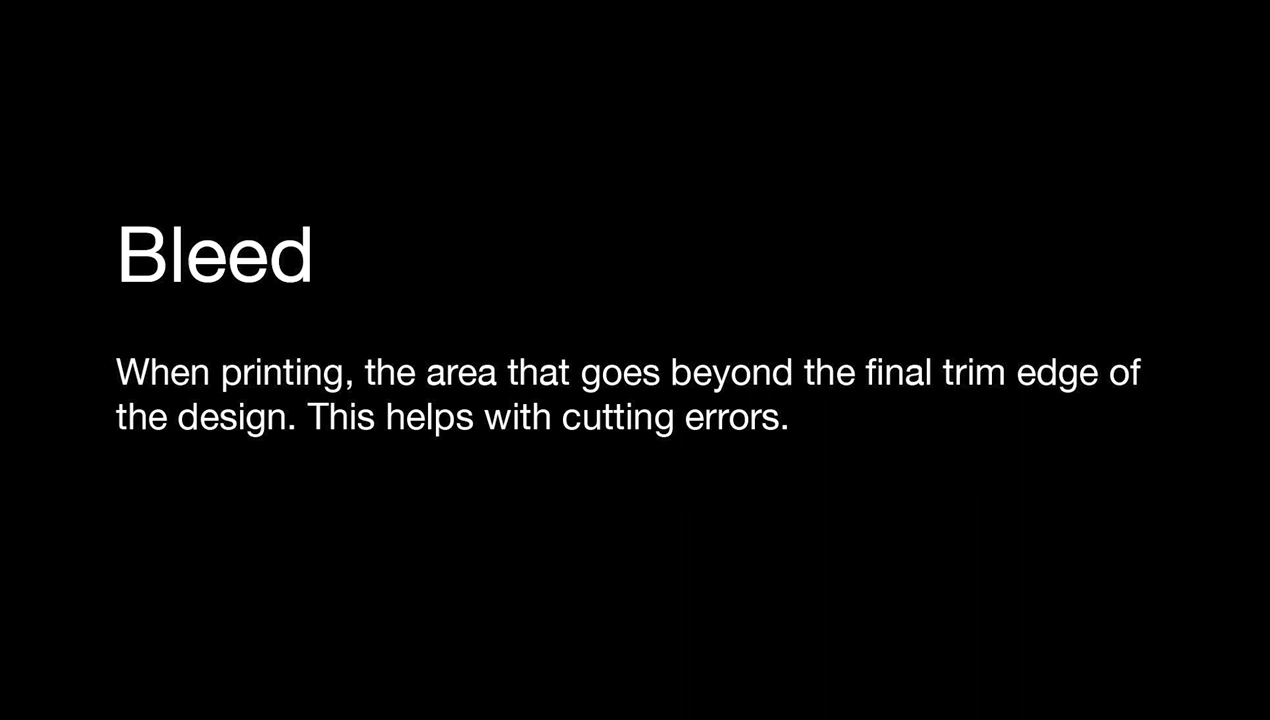 Bleed
When printing, the area that goes beyond the final trim edge of
the design. This helps with cutting errors.